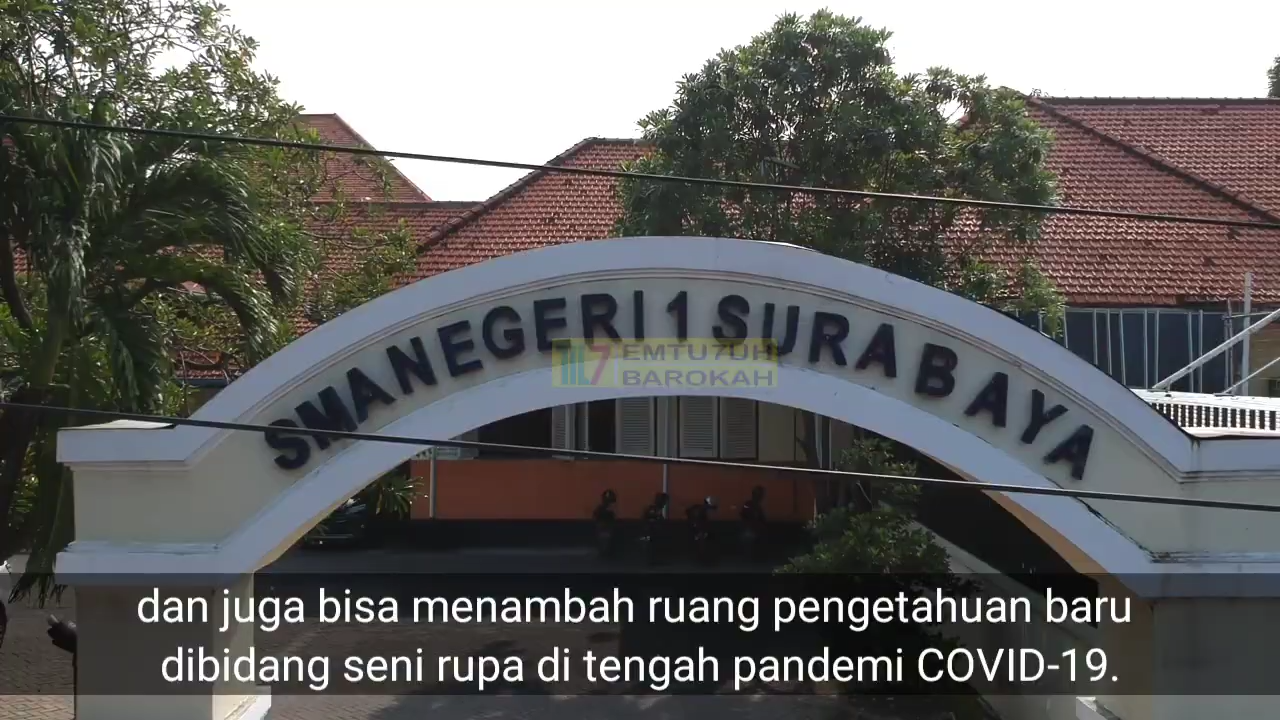 SMA NEGERI 1 SURABAYA
M7 EMTU7UH
BAROKAH
dan juga bisa menambah ruang pengetahuan baru
dibidang seni rupa di tengah pandemi COVID-19.